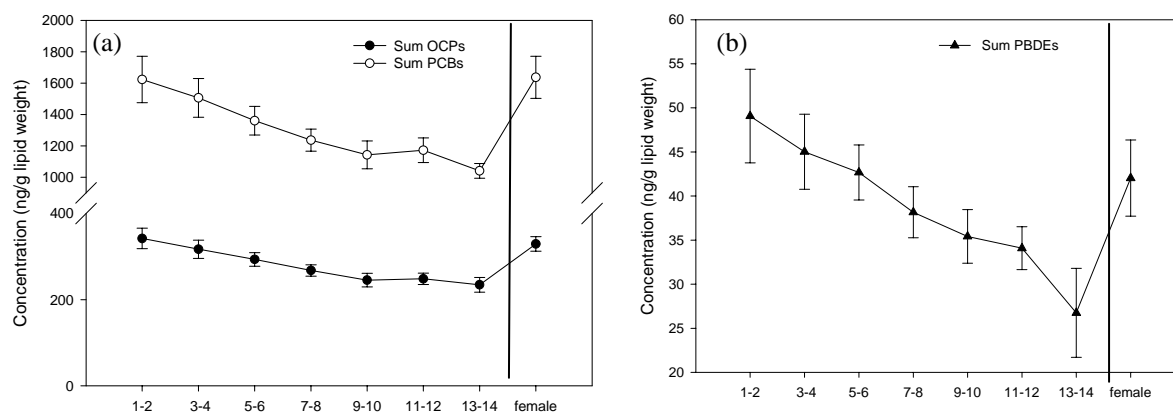 (a)
Sum OCPs
Sum PCBs
Concentration (ng/g lipid weight)
2000
1800
1600
1400
1200
1000
400
200
0
1-2 3-4 5-6 7-8 9-10 11-12 13-14 female
(b)
Sum PBDEs
Concentration (ng/g lipid weight)
60
55
50
45
40
35
30
25
20
1-2 3-4 5-6 7-8 9-10 11-12 13-14 female